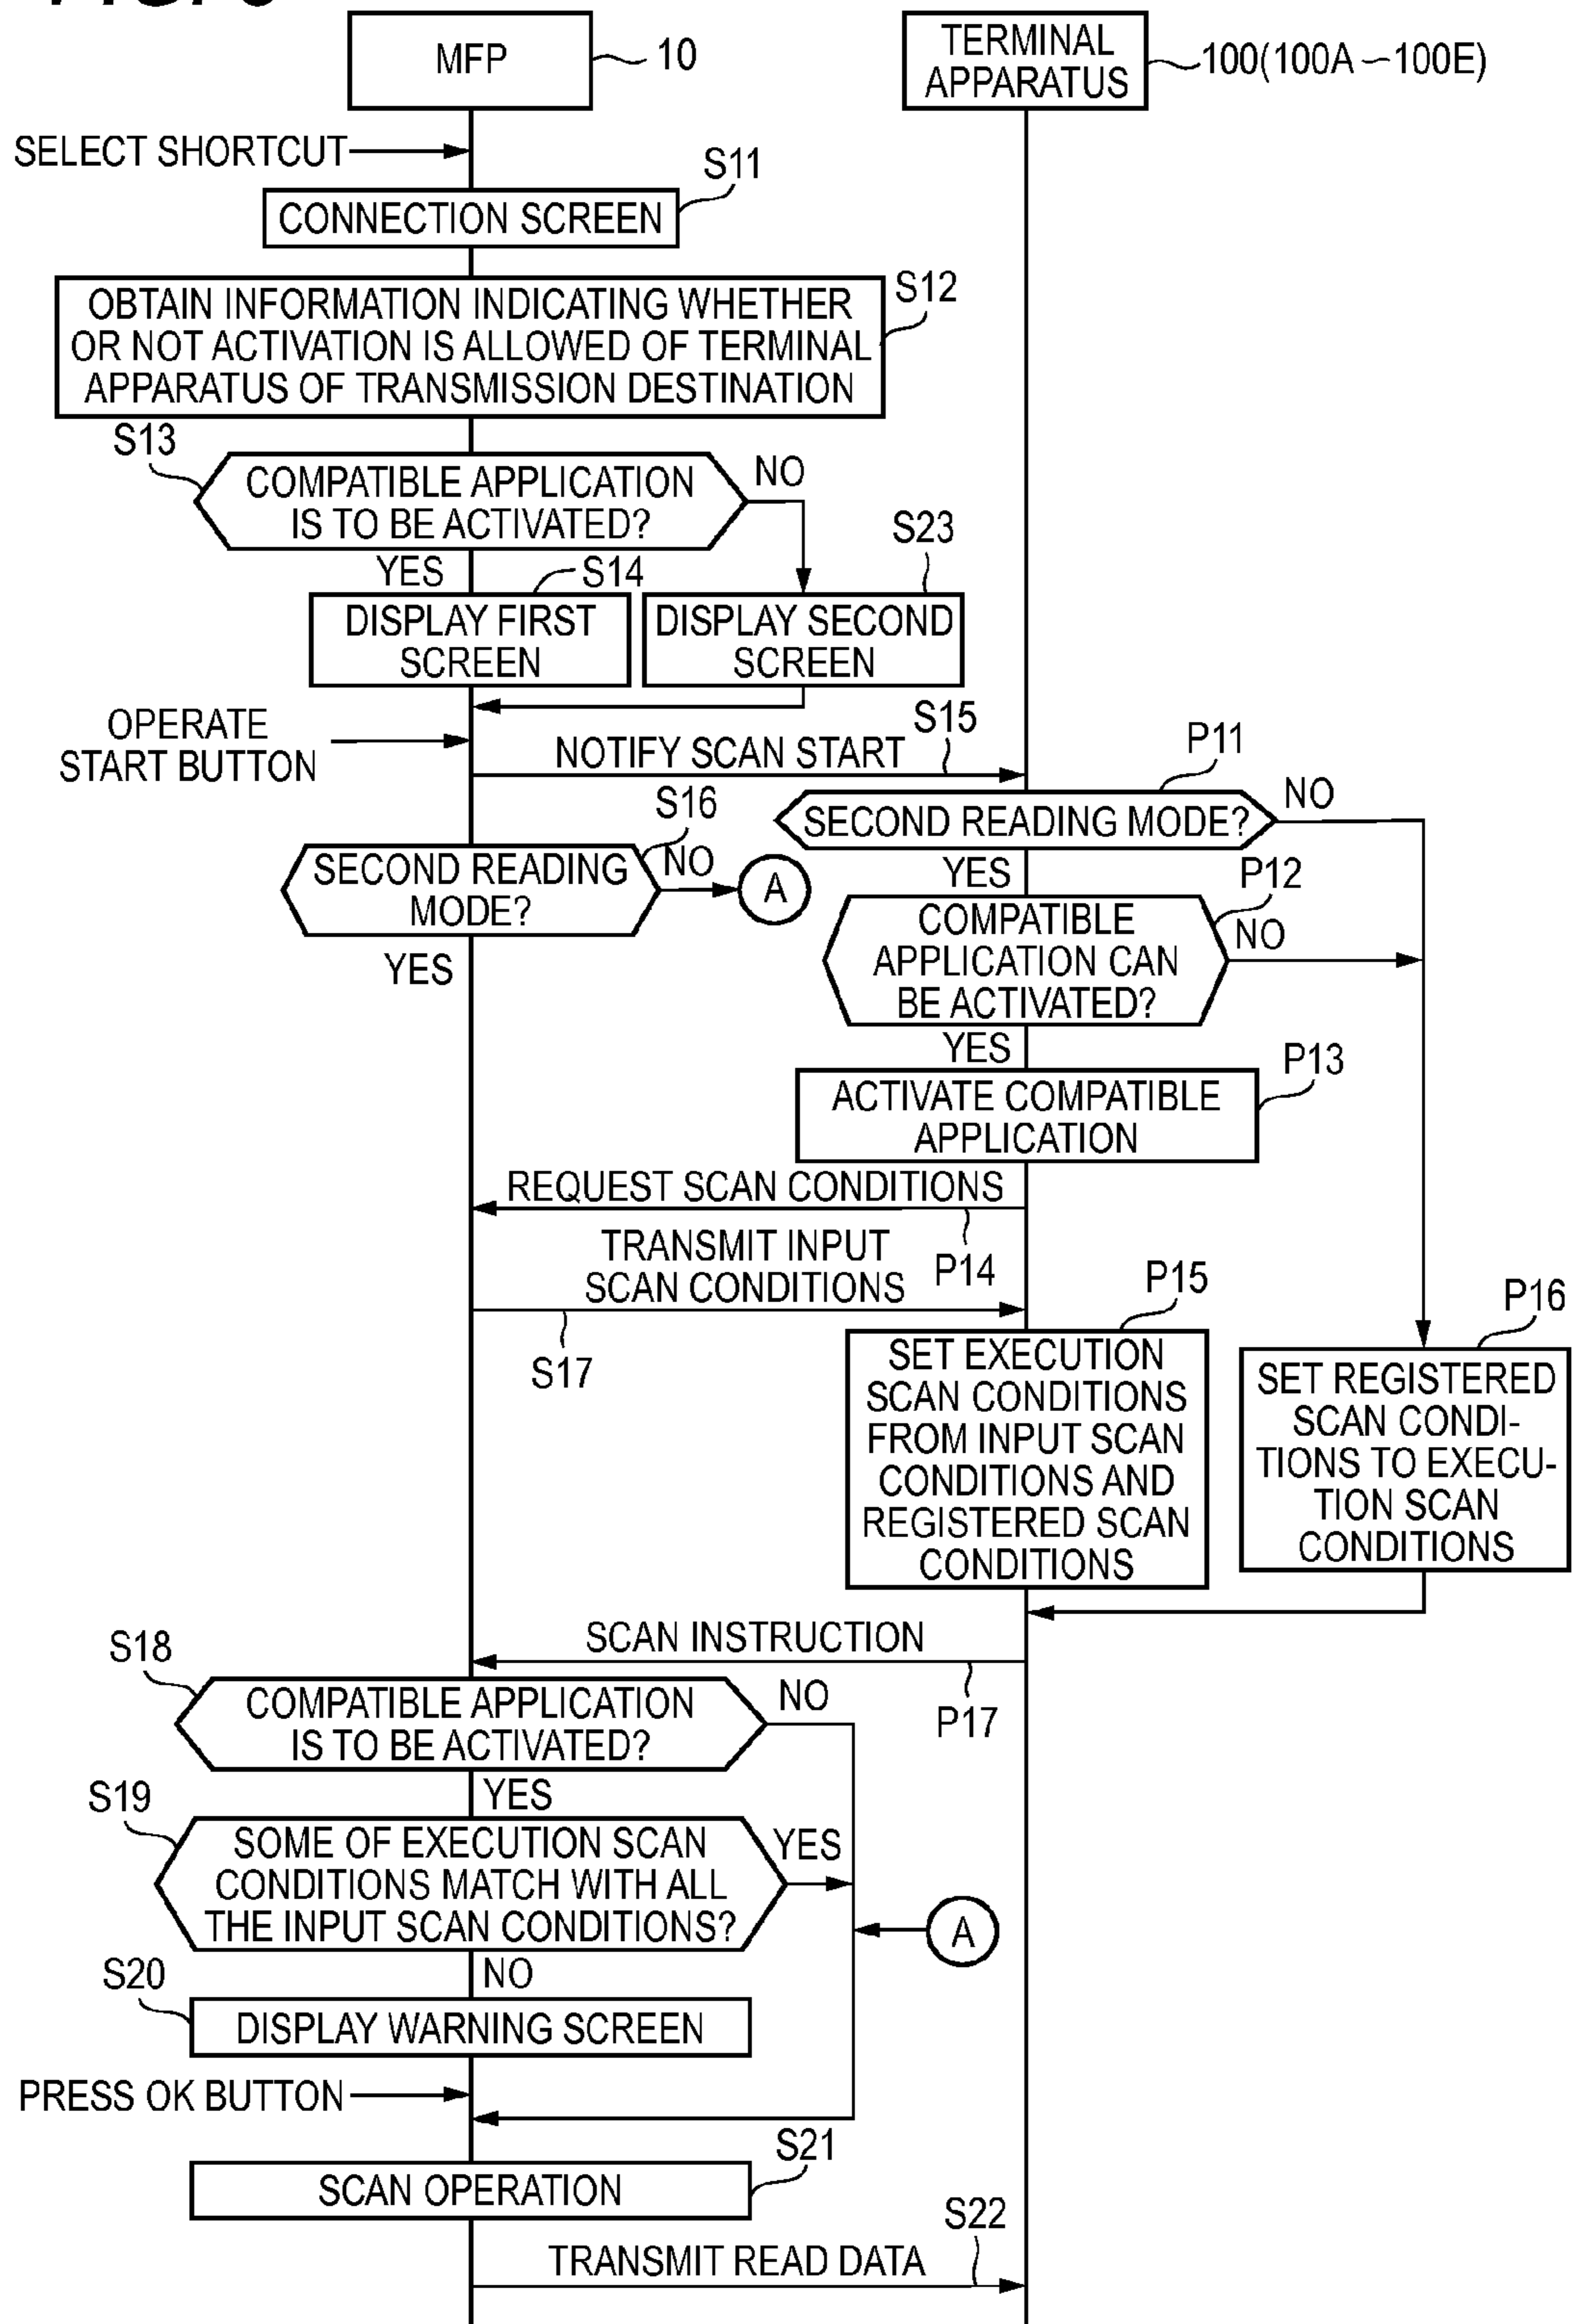 MFP
10
TERMINAL
APPARATUS
100(100A～100E)
SELECT SHORTCUT
S11
CONNECTION SCREEN
S12
OBTAIN INFORMATION INDICATING WHETHER
OR NOT ACTIVATION IS ALLOWED OF TERMINAL
APPARATUS OF TRANSMISSION DESTINATION
S13
COMPATIBLE APPLICATION
IS TO BE ACTIVATED?
NO
YES
S14
S23
DISPLAY FIRST
SCREEN
DISPLAY SECOND
SCREEN
OPERATE
START BUTTON
NOTIFY SCAN START
S15
P11
SECOND READING MODE?
NO
S16
SECOND READING
MODE?
NO
A
YES
YES
P12
COMPATIBLE
APPLICATION CAN
BE ACTIVATED?
NO
YES
P13
ACTIVATE COMPATIBLE
APPLICATION
REQUEST SCAN CONDITIONS
P14
TRANSMIT INPUT
SCAN CONDITIONS
S17
P15
SET EXECUTION
SCAN CONDITIONS
FROM INPUT SCAN
CONDITIONS AND
REGISTERED SCAN
CONDITIONS
P16
SET REGISTERED
SCAN CONDI-
TIONS TO EXECU-
TION SCAN
CONDITIONS
SCAN INSTRUCTION
P17
S18
COMPATIBLE APPLICATION
IS TO BE ACTIVATED?
NO
YES
S19
SOME OF EXECUTION SCAN
CONDITIONS MATCH WITH ALL
THE INPUT SCAN CONDITIONS?
YES
A
NO
S20
DISPLAY WARNING SCREEN
PRESS OK BUTTON
S21
SCAN OPERATION
S22
TRANSMIT READ DATA